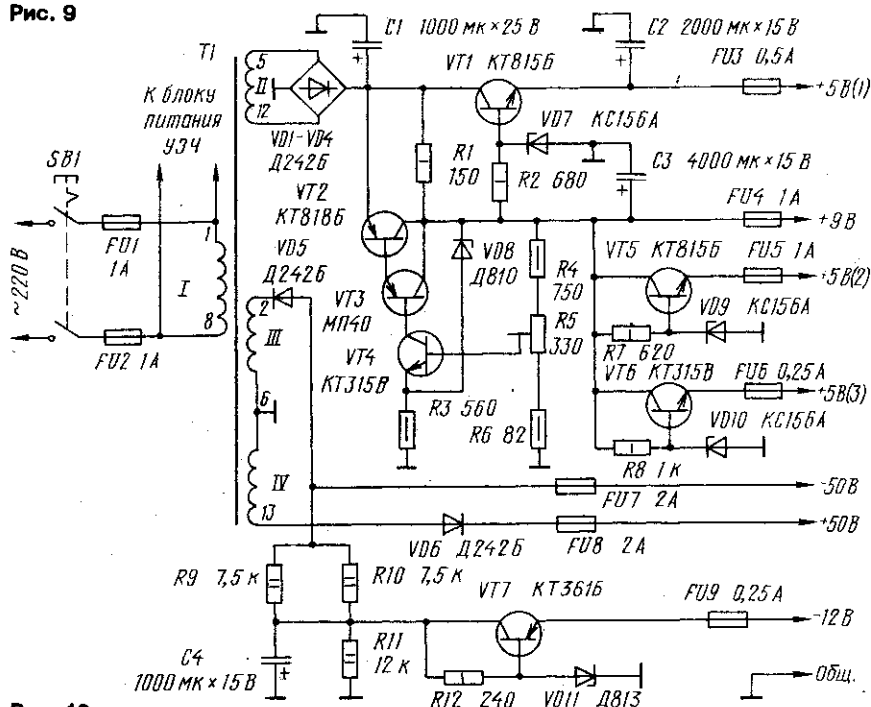 Рис. 9
C1 1000 мк×25 В
C2 2000 мк×15 В
T1
VT1 КТ815Б
FU3 0,5А
5
II
12
+5В(1)
К блоку
питания
УЗЧ
VD1–VD4
Д242Б
R1
150
VD7 КС156А
R2 680
C3 4000 мк×15 В
SB1
VT2
КТ818Б
FU4 1А
+9В
FU1
1А
1
I
8
~220В
FU2 1А
VD5
Д242Б
2
III
6
VT3
МП40
VD8
Д810
R4
750
R5
330
VT5 КТ815Б
FU5 1А
+5В(2)
VD9 КС156А
R7 620
VT4
КТ315В
R3 560
R6 82
VT6 КТ315В
FU6 0,25А
+5В(3)
VD10 КС156А
R8 1 к
IV
13
FU7 2А
-50В
VD6 Д242Б
FU8 2А
+50В
R9 7,5 к
R10 7,5 к
VT7 КТ361Б
FU9 0,25А
-12В
C4
1000 мк×15В
R11
12 к
R12 240
VD11 Д813
Общ.